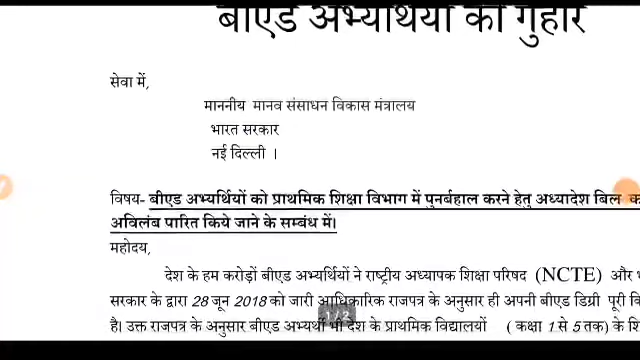 बीएड अभ्यर्थियों की गुहार
सेवा में,
माननीय मानव संसाधन विकास मंत्रालय
भारत सरकार
नई दिल्ली ।
विषय- बीएड अभ्यर्थियों को प्राथमिक शिक्षा विभाग में पुनर्बहाल करने हेतु अध्यादेश बिल
अविलंब पारित किये जाने के सम्बंध में।
महोदय,
देश के हम करोड़ों बीएड अभ्यर्थियों ने राष्ट्रीय अध्यापक शिक्षा परिषद (NCTE) और
सरकार के द्वारा 28 जून 2018 को जारी आधिकारिक राजपत्र के अनुसार ही अपनी बीएड डिग्री पूरी
है। उक्त राजपत्र के अनुसार बीएड अभ्यर्थी भी देश के प्राथमिक विद्यालयों ( कक्षा 1 से 5 तक) के
1/2